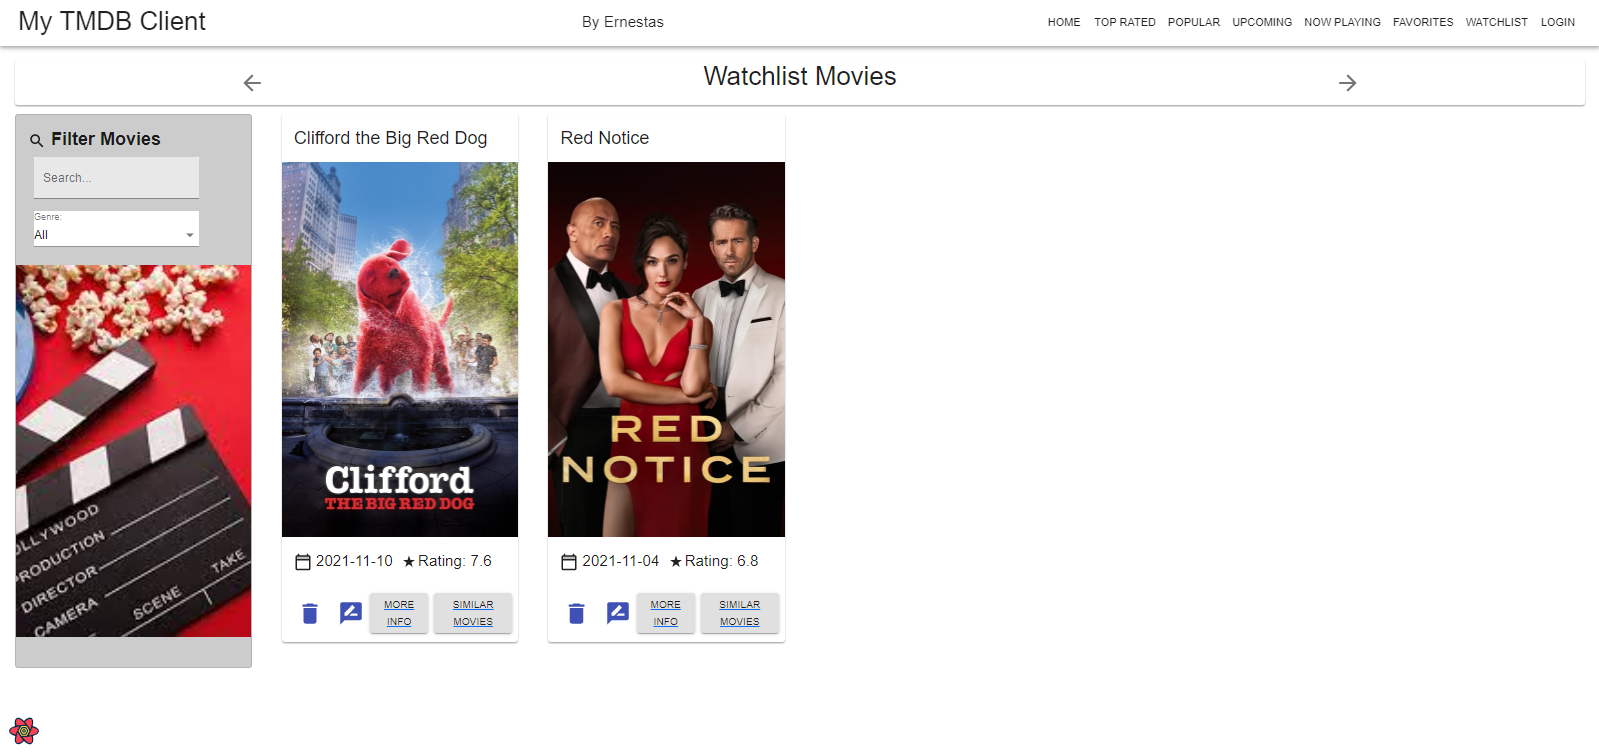 My TMDB Client
By Ernestas
HOME TOP RATED POPULAR UPCOMING NOW PLAYING FAVORITES WATCHLIST LOGIN
Watchlist Movies
Filter Movies
Search...
Genre:
All
HOLLYWOOD
PRODUCTION
DIRECTOR
CAMERA
SCENE
TAKE
Clifford the Big Red Dog
Clifford
THE BIG RED DOG
2021-11-10 Rating: 7.6
MORE
INFO
SIMILAR
MOVIES
Red Notice
RED
NOTICE
2021-11-04 Rating: 6.8
MORE
INFO
SIMILAR
MOVIES